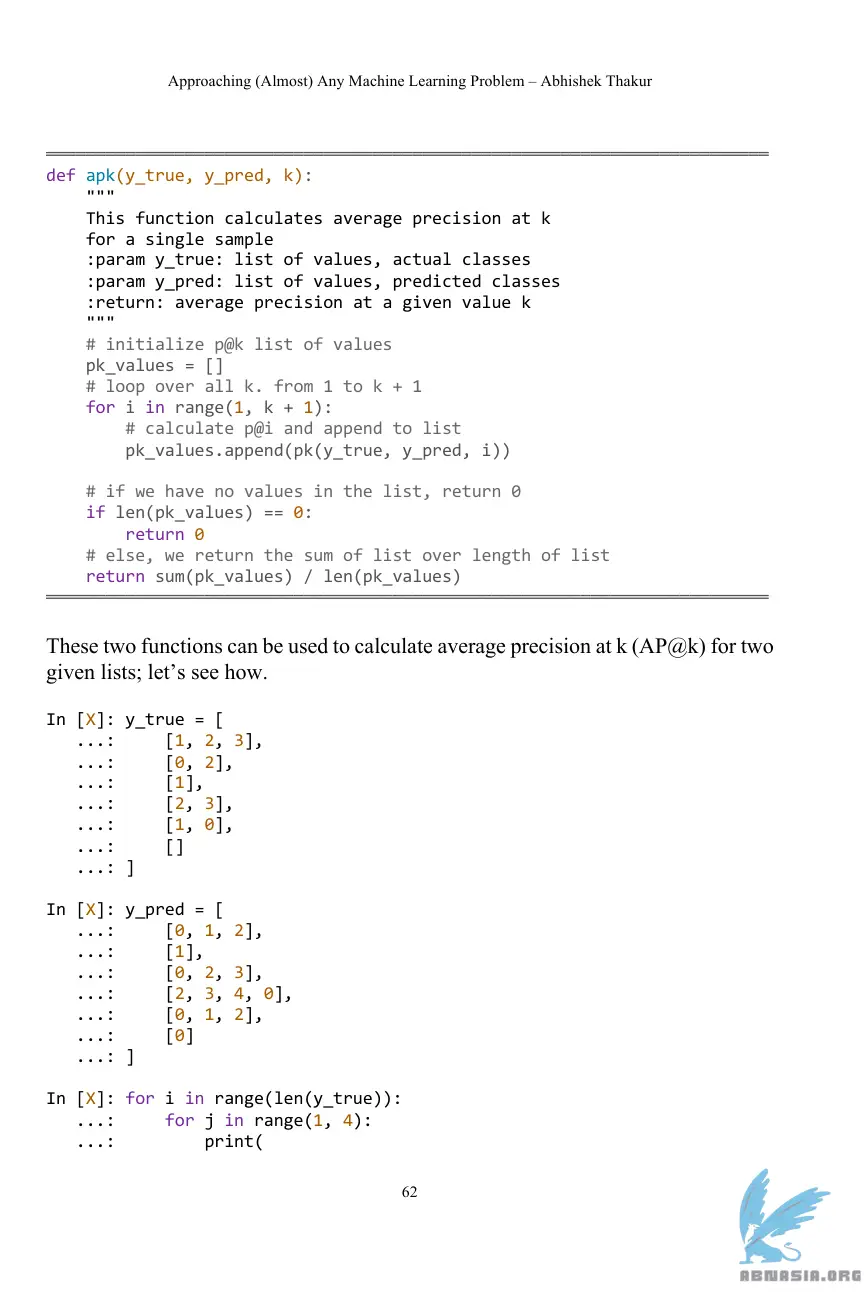 Approaching (Almost) Any Machine Learning Problem – Abhishek Thakur
def apk(y_true, y_pred, k):
    """
    This function calculates average precision at k
    for a single sample
    :param y_true: list of values, actual classes
    :param y_pred: list of values, predicted classes
    :return: average precision at a given value k
    """
    # initialize p@k list of values
    pk_values = []
    # loop over all k. from 1 to k + 1
    for i in range(1, k + 1):
        # calculate p@i and append to list
        pk_values.append(pk(y_true, y_pred, i))
    # if we have no values in the list, return 0
    if len(pk_values) == 0:
        return 0
    # else, we return the sum of list over length of list
    return sum(pk_values) / len(pk_values)
These two functions can be used to calculate average precision at k (AP@k) for two
given lists; let’s see how.
In [X]: y_true = [
   ...:     [1, 2, 3],
   ...:     [0, 2],
   ...:     [1],
   ...:     [2, 3],
   ...:     [1, 0],
   ...:     []
   ...: ]
In [X]: y_pred = [
   ...:     [0, 1, 2],
   ...:     [1],
   ...:     [0, 2, 3],
   ...:     [2, 3, 4, 0],
   ...:     [0, 1, 2],
   ...:     [0]
   ...: ]
In [X]: for i in range(len(y_true)):
   ...:     for j in range(1, 4):
   ...:         print(
62
ABNASIA.ORG